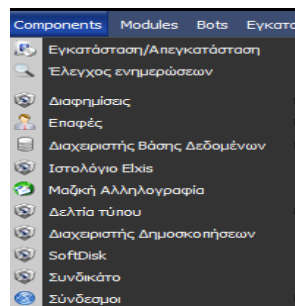 Components Modules Bots Εγκατα
Εγκατάσταση/Απεγκατάσταση
Έλεγχος ενημερώσεων
Διαφημίσεις
Επαφές
Διαχειριστής Βάσης Δεδομένων
Ιστολόγιο Elxis
Μαζική Αλληλογραφία
Δελτία τύπου
Διαχειριστής Δημοσκοπήσεων
SoftDisk
Συνδικάτο
Σύνδεσμοι